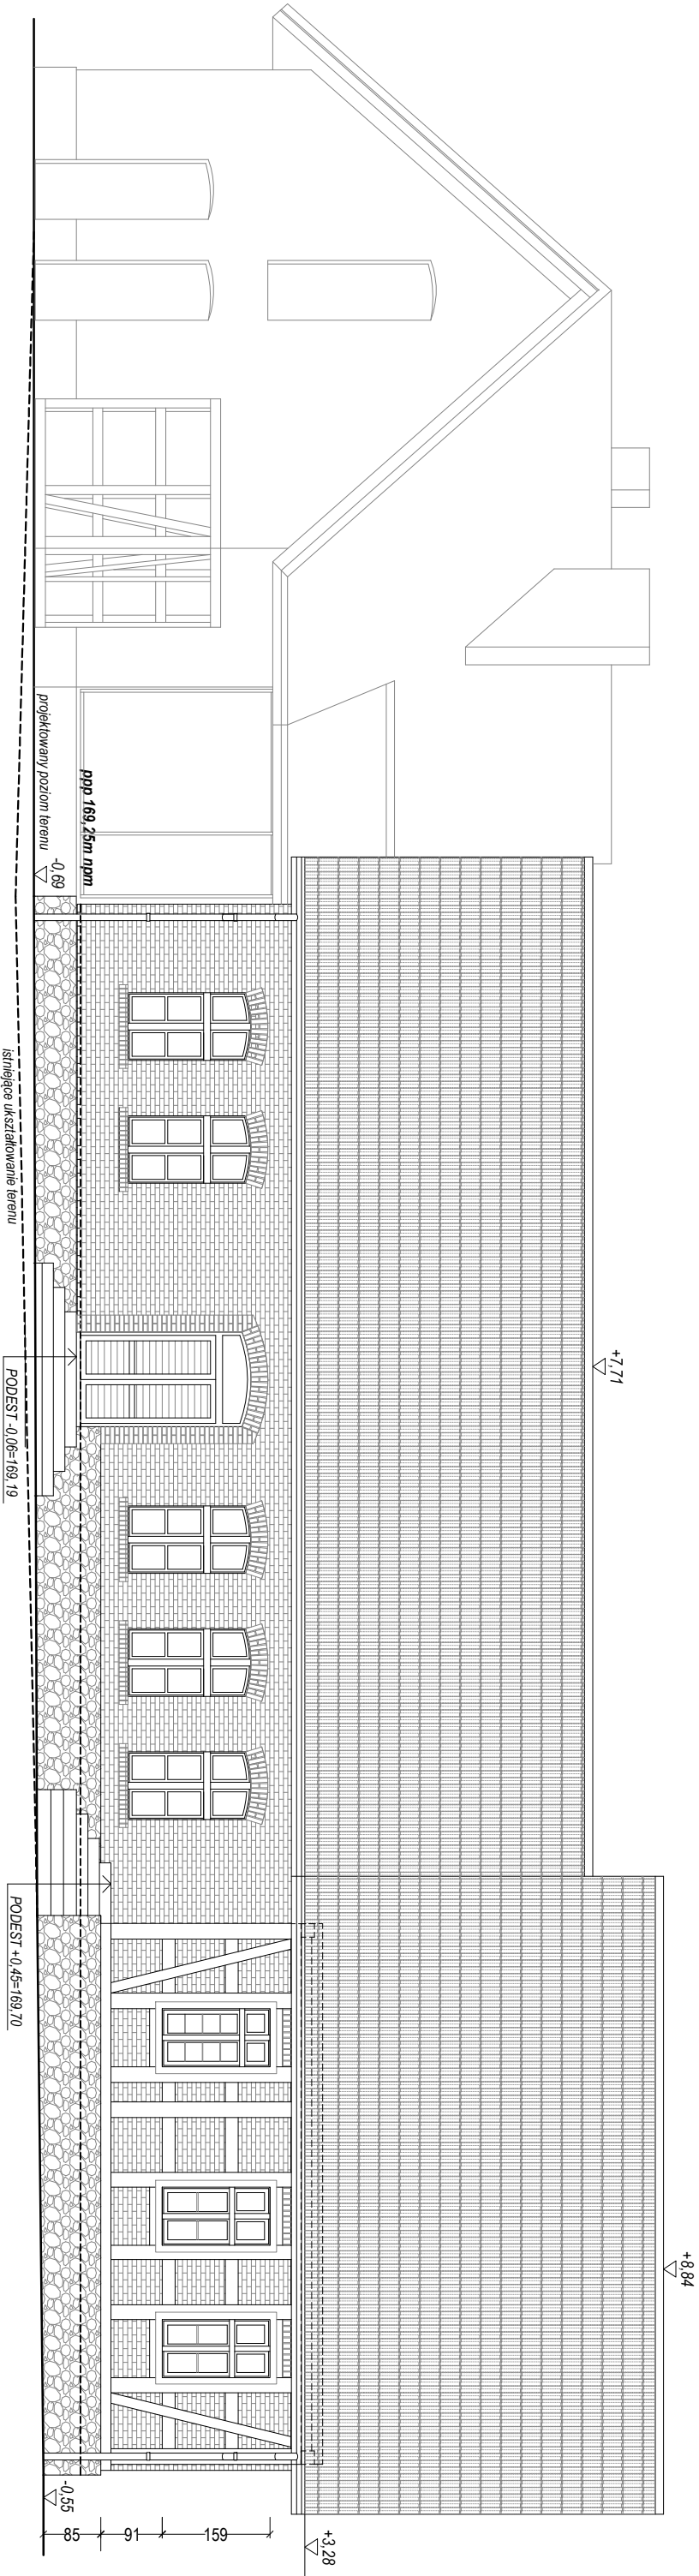 ppp 169,25m npm
projektowany poziom terenu
-0,69
istniejące ukształtowanie terenu
+7,71
PODEST -0,06=169,19
PODEST +0,45=169,70
+8,84
-0,55
+3,28
85
91
159